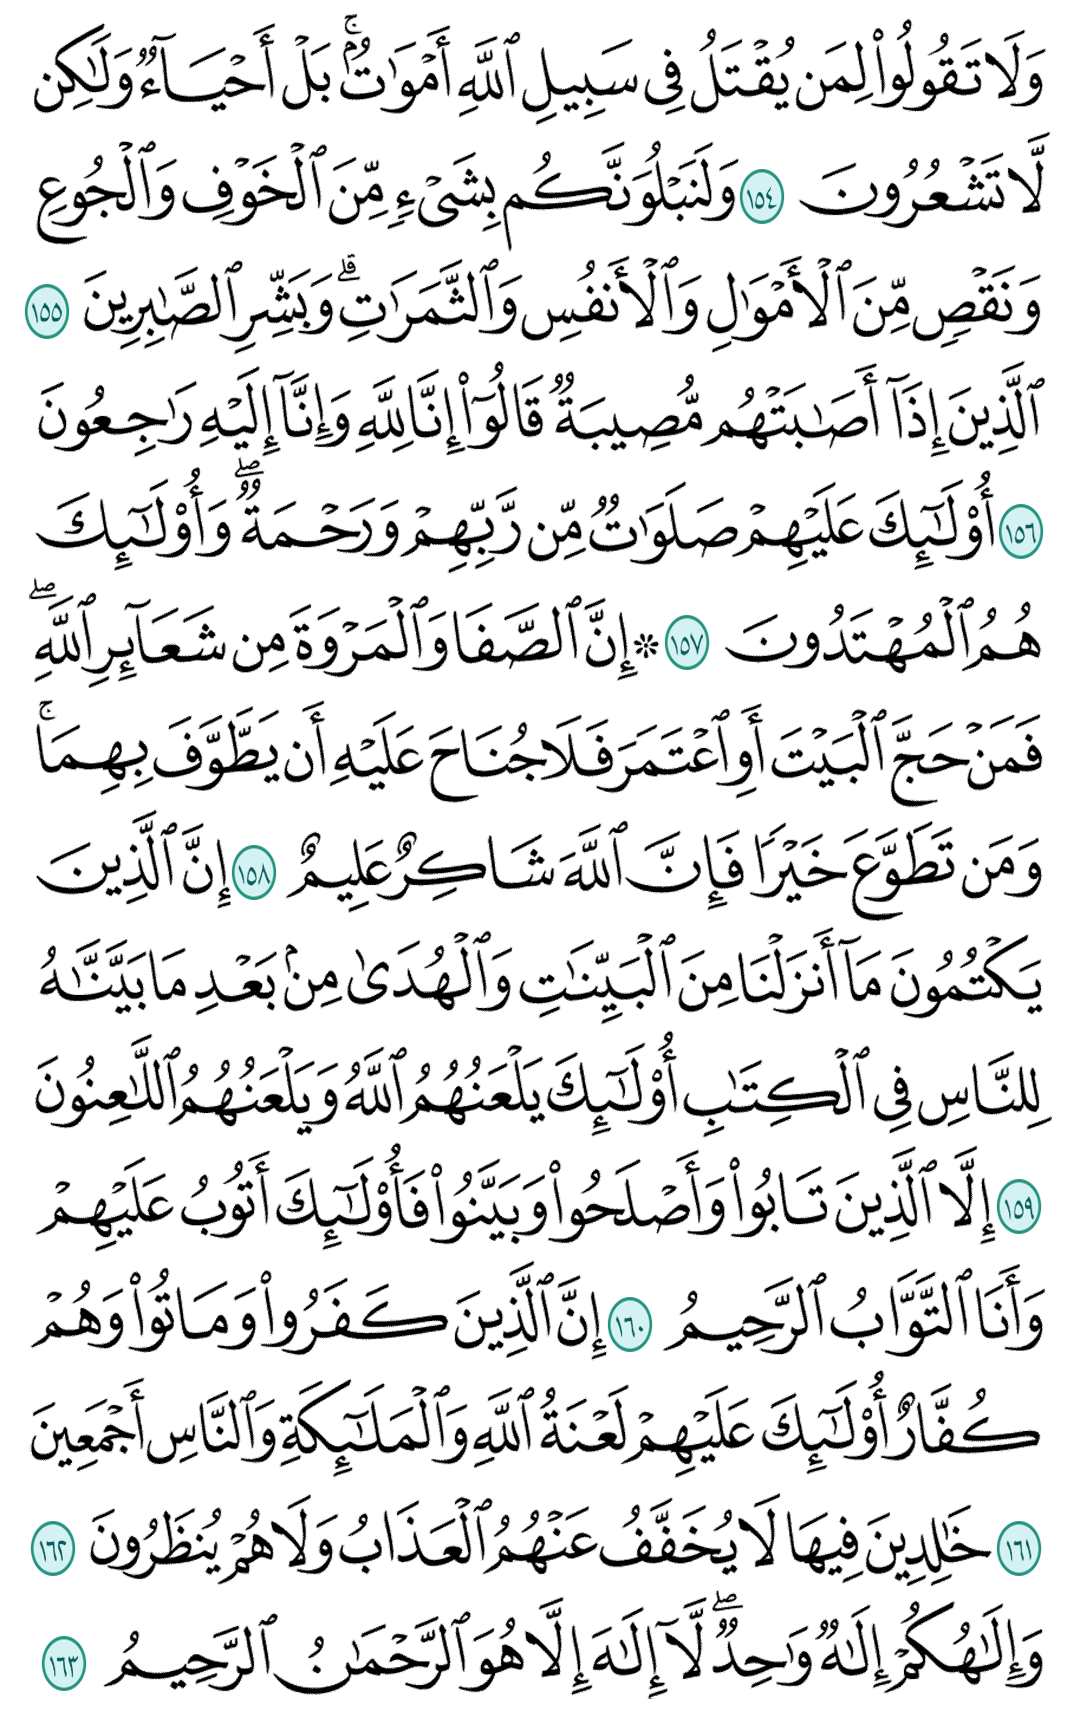 وَلَا تَقُولُوا۟ لِمَن يُقْتَلُ فِى سَبِيلِ ٱللَّهِ أَمْوَٰتٌۢ ۚ بَلْ أَحْيَآءٌ وَلَٰكِن
لَّا تَشْعُرُونَ ١٥٤ وَلَنَبْلُوَنَّكُم بِشَىْءٍ مِّنَ ٱلْخَوْفِ وَٱلْجُوعِ
وَنَقْصٍ مِّنَ ٱلْأَمْوَٰلِ وَٱلْأَنفُسِ وَٱلثَّمَرَٰتِ ۗ وَبَشِّرِ ٱلصَّٰبِرِينَ ١٥٥
ٱلَّذِينَ إِذَآ أَصَٰبَتْهُم مُّصِيبَةٌ قَالُوٓا۟ إِنَّا لِلَّهِ وَإِنَّآ إِلَيْهِ رَٰجِعُونَ
١٥٦ أُو۟لَٰٓئِكَ عَلَيْهِمْ صَلَوَٰتٌ مِّن رَّبِّهِمْ وَرَحْمَةٌ ۖ وَأُو۟لَٰٓئِكَ
هُمُ ٱلْمُهْتَدُونَ ١٥٧ ۞ إِنَّ ٱلصَّفَا وَٱلْمَرْوَةَ مِن شَعَآئِرِ ٱللَّهِ ۖ
فَمَنْ حَجَّ ٱلْبَيْتَ أَوِ ٱعْتَمَرَ فَلَا جُنَاحَ عَلَيْهِ أَن يَطَّوَّفَ بِهِمَا ۚ
وَمَن تَطَوَّعَ خَيْرًا فَإِنَّ ٱللَّهَ شَاكِرٌ عَلِيمٌ ١٥٨ إِنَّ ٱلَّذِينَ
يَكْتُمُونَ مَآ أَنزَلْنَا مِنَ ٱلْبَيِّنَٰتِ وَٱلْهُدَىٰ مِنۢ بَعْدِ مَا بَيَّنَّٰهُ
لِلنَّاسِ فِى ٱلْكِتَٰبِ أُو۟لَٰٓئِكَ يَلْعَنُهُمُ ٱللَّهُ وَيَلْعَنُهُمُ ٱللَّٰعِنُونَ
١٥٩ إِلَّا ٱلَّذِينَ تَابُوا۟ وَأَصْلَحُوا۟ وَبَيَّنُوا۟ فَأُو۟لَٰٓئِكَ أَتُوبُ عَلَيْهِمْ
وَأَنَا ٱلتَّوَّابُ ٱلرَّحِيمُ ١٦٠ إِنَّ ٱلَّذِينَ كَفَرُوا۟ وَمَاتُوا۟ وَهُمْ
كُفَّارٌ أُو۟لَٰٓئِكَ عَلَيْهِمْ لَعْنَةُ ٱللَّهِ وَٱلْمَلَٰٓئِكَةِ وَٱلنَّاسِ أَجْمَعِينَ
١٦١ خَٰلِدِينَ فِيهَا لَا يُخَفَّفُ عَنْهُمُ ٱلْعَذَابُ وَلَا هُمْ يُنظَرُونَ ١٦٢
وَإِلَٰهُكُمْ إِلَٰهٌ وَٰحِدٌ ۖ لَّآ إِلَٰهَ إِلَّا هُوَ ٱلرَّحْمَٰنُ ٱلرَّحِيمُ ١٦٣